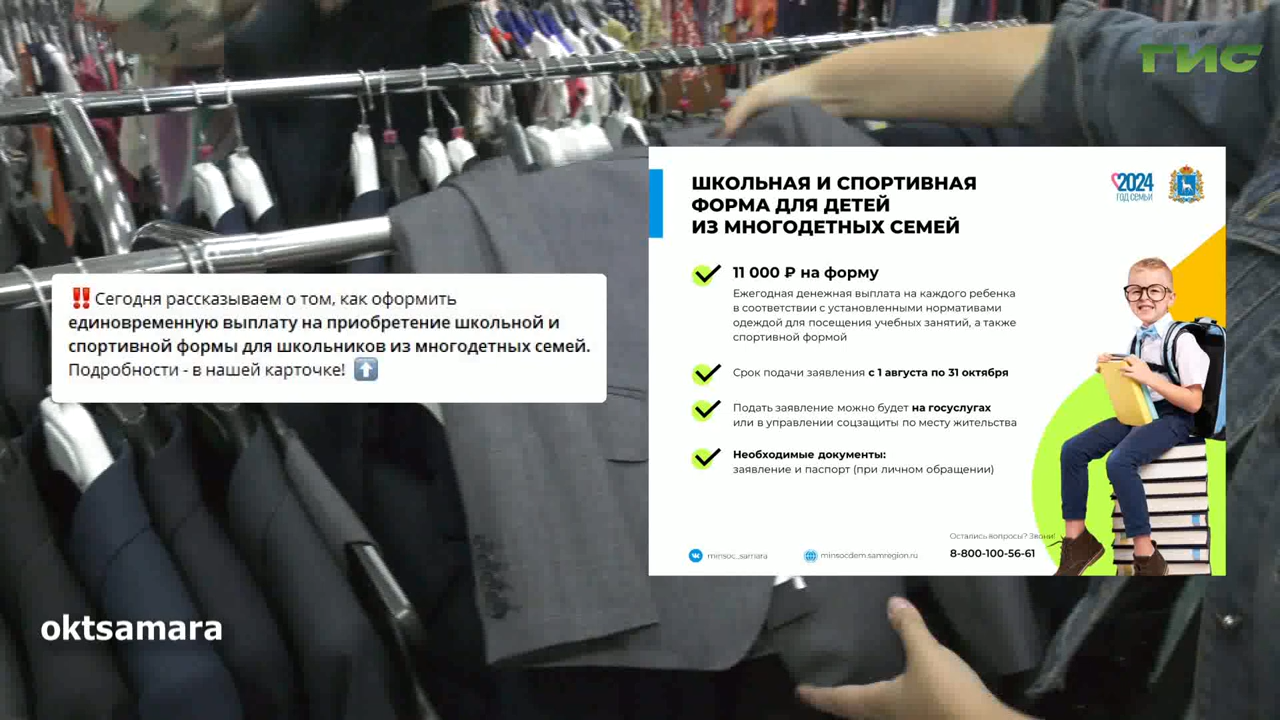 ГИС
‼️Сегодня рассказываем о том, как оформить
единовременную выплату на приобретение школьной и
спортивной формы для школьников из многодетных семей.
Подробности - в нашей карточке! ⬆️
ШКОЛЬНАЯ И СПОРТИВНАЯ
ФОРМА ДЛЯ ДЕТЕЙ
ИЗ МНОГОДЕТНЫХ СЕМЕЙ
2024
ГОД СЕМЬИ
11 000 ₽ на форму
Ежегодная денежная выплата на каждого ребенка
в соответствии с установленными нормативами
одеждой для посещения учебных занятий, а также
спортивной формой
Срок подачи заявления с 1 августа по 31 октября
Подать заявление можно будет на госуслугах
или в управлении соцзащиты по месту жительства
Необходимые документы:
заявление и паспорт (при личном обращении)
minsoc_samara
minsocdem.samregion.ru
Остались вопросы? Звони!
8-800-100-56-61
oktsamara